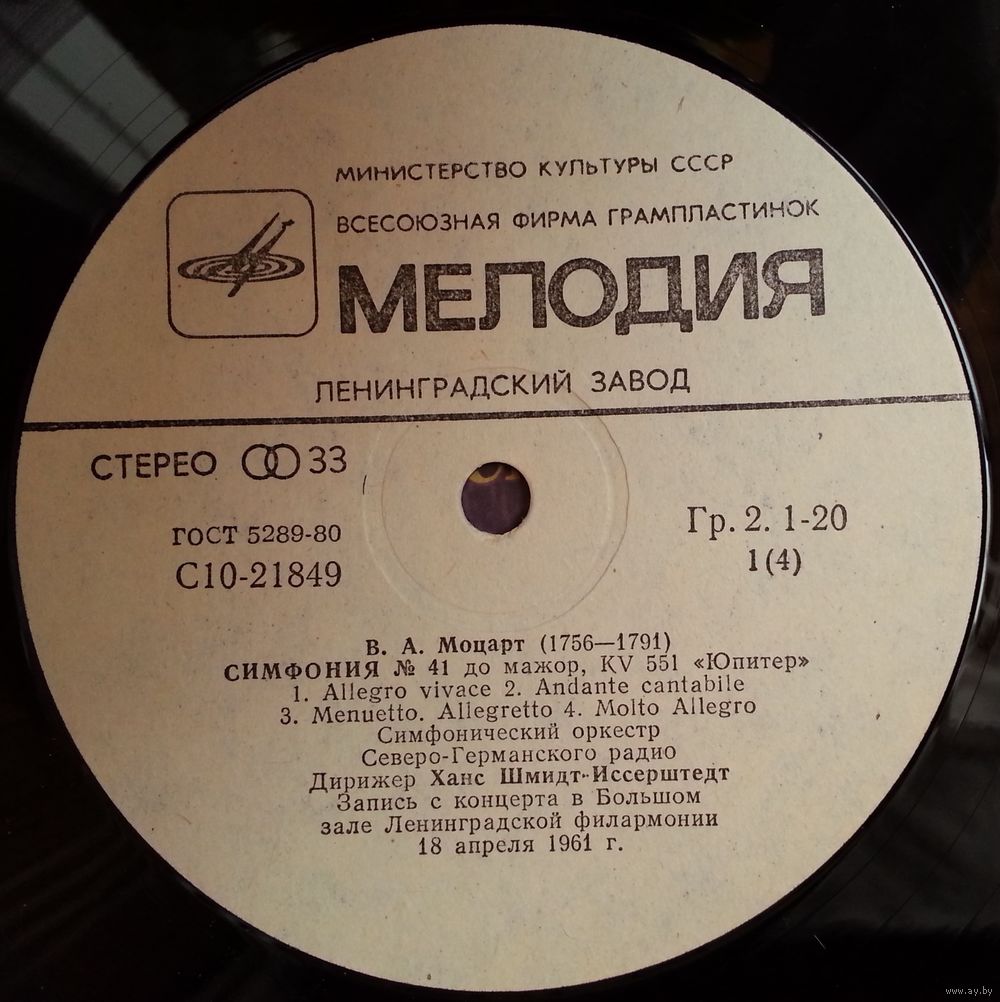 МИНИСТЕРСТВО КУЛЬТУРЫ СССР
ВСЕСОЮЗНАЯ ФИРМА ГРАМПЛАСТИНОК
МЕЛОДИЯ
ЛЕНИНГРАДСКИЙ ЗАВОД
СТЕРЕО 33
ГОСТ 5289-80
С10-21849
Гр. 2. 1-20
1(4)
В. А. Моцарт (1756—1791)
СИМФОНИЯ № 41 до мажор, KV 551 «Юпитер»
1. Allegro vivace 2. Andante cantabile
3. Menuetto. Allegretto 4. Molto Allegro
Симфонический оркестр
Северо-Германского радио
Дирижер Ханс Шмидт-Иссерштедт
Запись с концерта в Большом
зале Ленинградской филармонии
18 апреля 1961 г.
www.ay.by